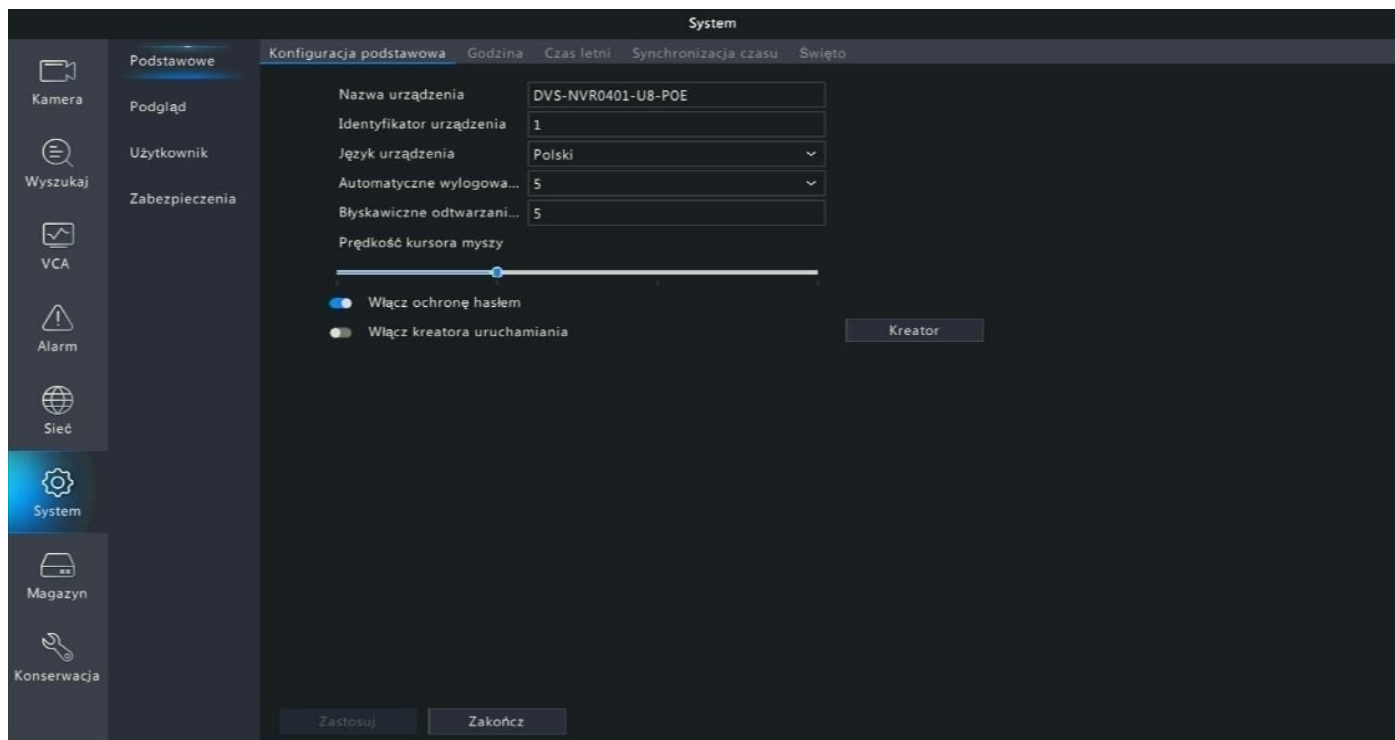 System
Kamera
Wyszukaj
VCA
Alarm
Sieć
System
Magazyn
Konserwacja
Podstawowe
Podgląd
Użytkownik
Zabezpieczenia
Konfiguracja podstawowa Godzina Czas letni Synchronizacja czasu Święto
Nazwa urządzenia DVS-NVR0401-U8-POE
Identyfikator urządzenia 1
Język urządzenia Polski
Automatyczne wylogowa... 5
Błyskawiczne odtwarzani... 5
Prędkość kursora myszy
Włącz ochronę hasłem
Włącz kreatora uruchamiania Kreator
Zastosuj Zakończ